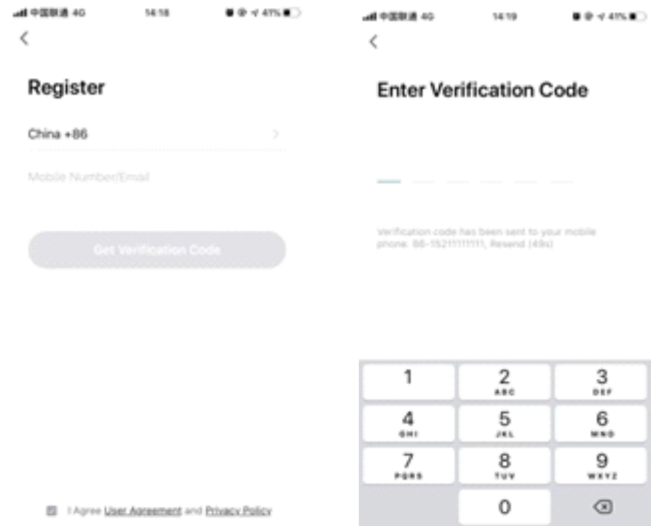 中国联通 4G 14:18 41%
Register
China +86
Mobile Number/Email
Get Verification Code
I Agree User Agreement and Privacy Policy
中国联通 4G 14:19 41%
Enter Verification Code
Verification code has been sent to your mobile
phone: 86-15211111111, Resend (49s)
1 2 3
ABC DEF
4 5 6
GHI JKL MNO
7 8 9
PQRS TUV WXYZ
0